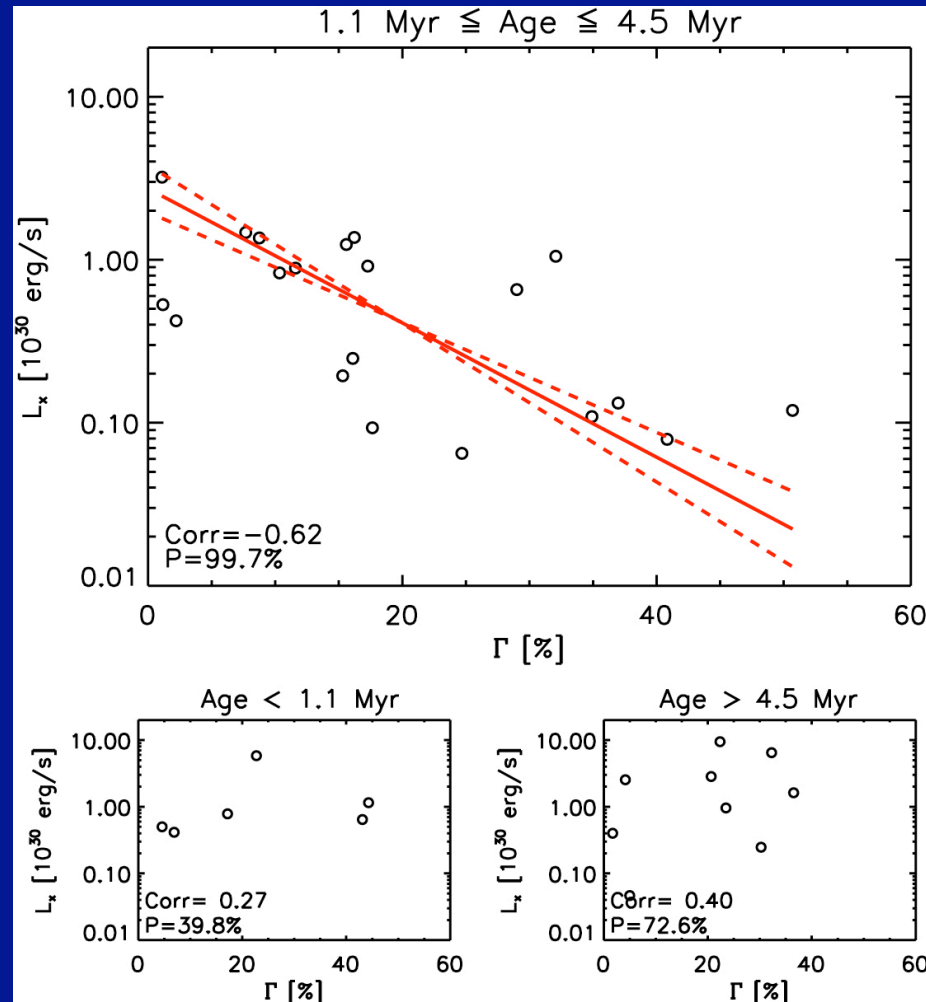 1.1 Myr ≦ Age ≦ 4.5 Myr
10.00
1.00
0.10
0.01
Lx [10^30 erg/s]
Corr=−0.62
P=99.7%
0 20 40 60
Γ [%]
Age < 1.1 Myr
10.00
1.00
0.10
0.01
Lx [10^30 erg/s]
Corr= 0.27
P=39.8%
0 20 40 60
Γ [%]
Age > 4.5 Myr
10.00
1.00
0.10
0.01
Lx [10^30 erg/s]
Corr= 0.40
P=72.6%
0 20 40 60
Γ [%]